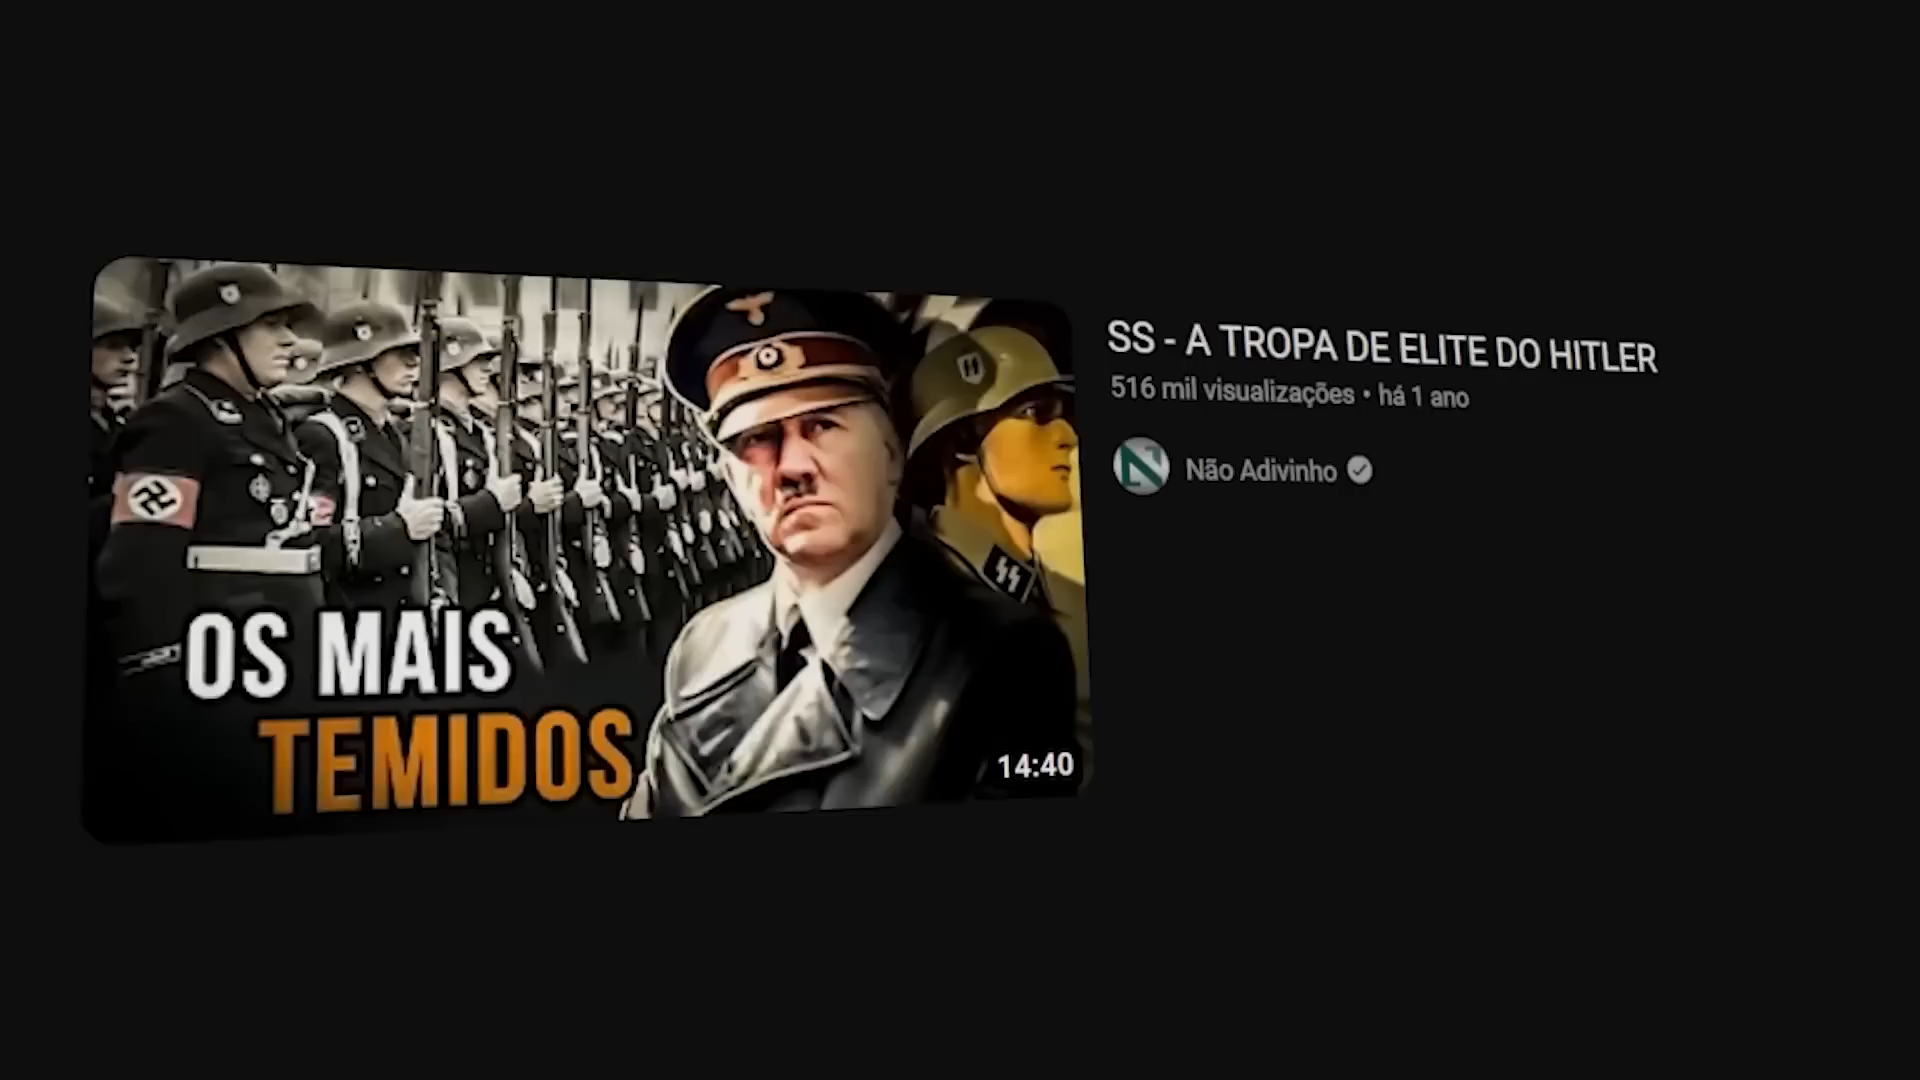 SS - A TROPA DE ELITE DO HITLER
516 mil visualizações • há 1 ano
Não Adivinho
OS MAIS
TEMIDOS
14:40